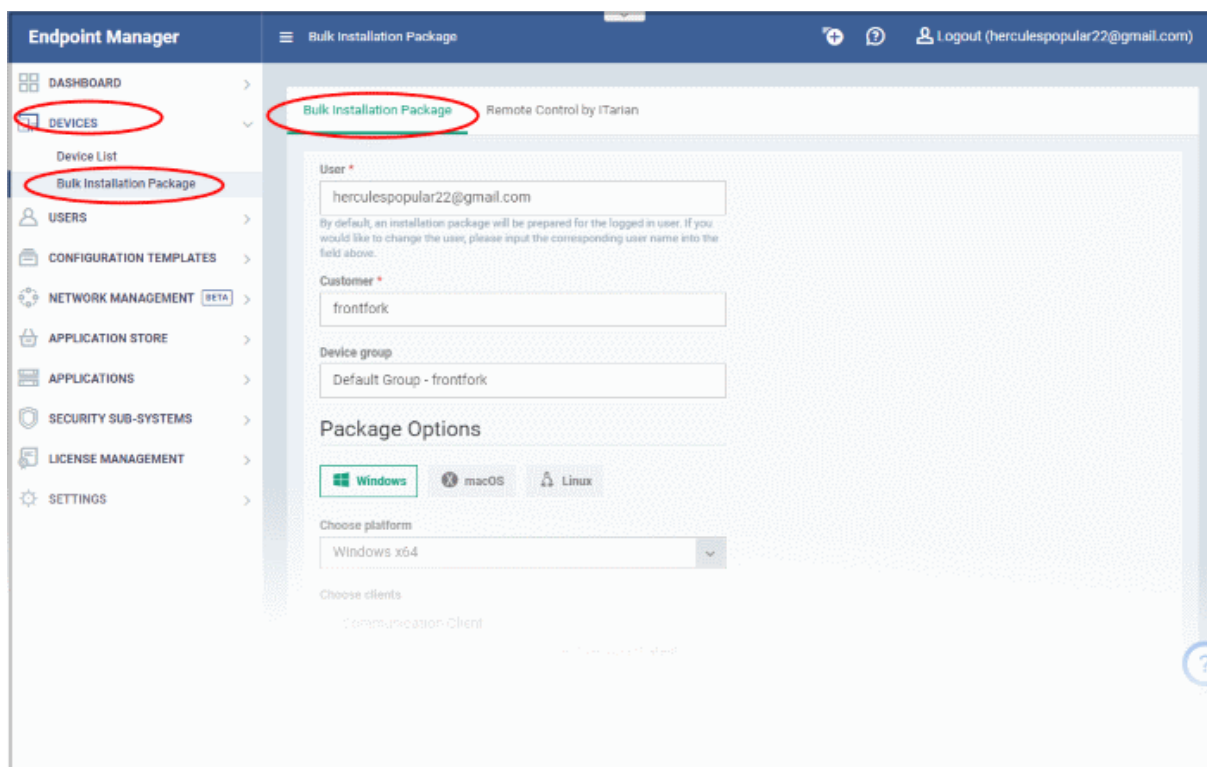 Endpoint Manager
Bulk Installation Package
Logout (herculespopular22@gmail.com)
DASHBOARD
DEVICES
Device List
Bulk Installation Package
USERS
CONFIGURATION TEMPLATES
NETWORK MANAGEMENT BETA
APPLICATION STORE
APPLICATIONS
SECURITY SUB-SYSTEMS
LICENSE MANAGEMENT
SETTINGS
Bulk Installation Package Remote Control by ITarian
User *
herculespopular22@gmail.com
By default, an installation package will be prepared for the logged in user. If you
would like to change the user, please input the corresponding user name into the
field above.
Customer *
frontfork
Device group
Default Group - frontfork
Package Options
Windows macOS Linux
Choose platform
Windows x64
Choose clients
Communication Client